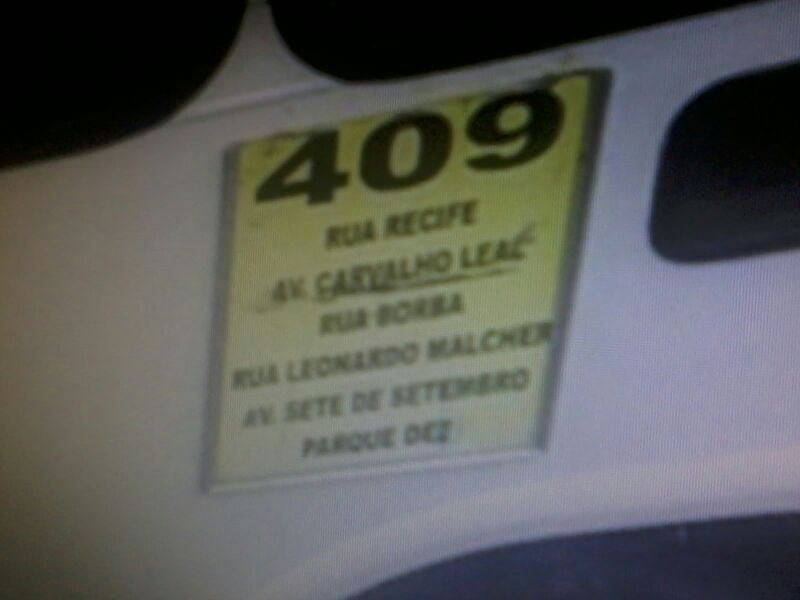 409
RUA RECIFE
AV. CARVALHO LEAL
RUA BORBA
RUA LEONARDO MALCHER
AV. SETE DE SETEMBRO
PARQUE DEZ